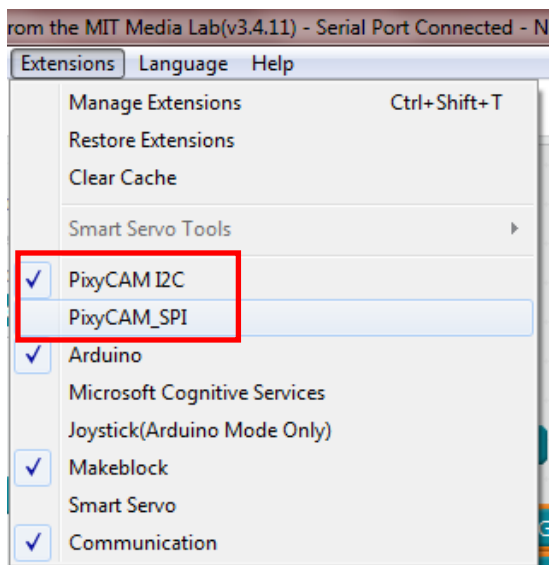 rom the MIT Media Lab(v3.4.11) - Serial Port Connected - N
Extensions Language Help
Manage Extensions Ctrl+Shift+T
Restore Extensions
Clear Cache
Smart Servo Tools
PixyCAM I2C
PixyCAM_SPI
Arduino
Microsoft Cognitive Services
Joystick(Arduino Mode Only)
Makeblock
Smart Servo
Communication